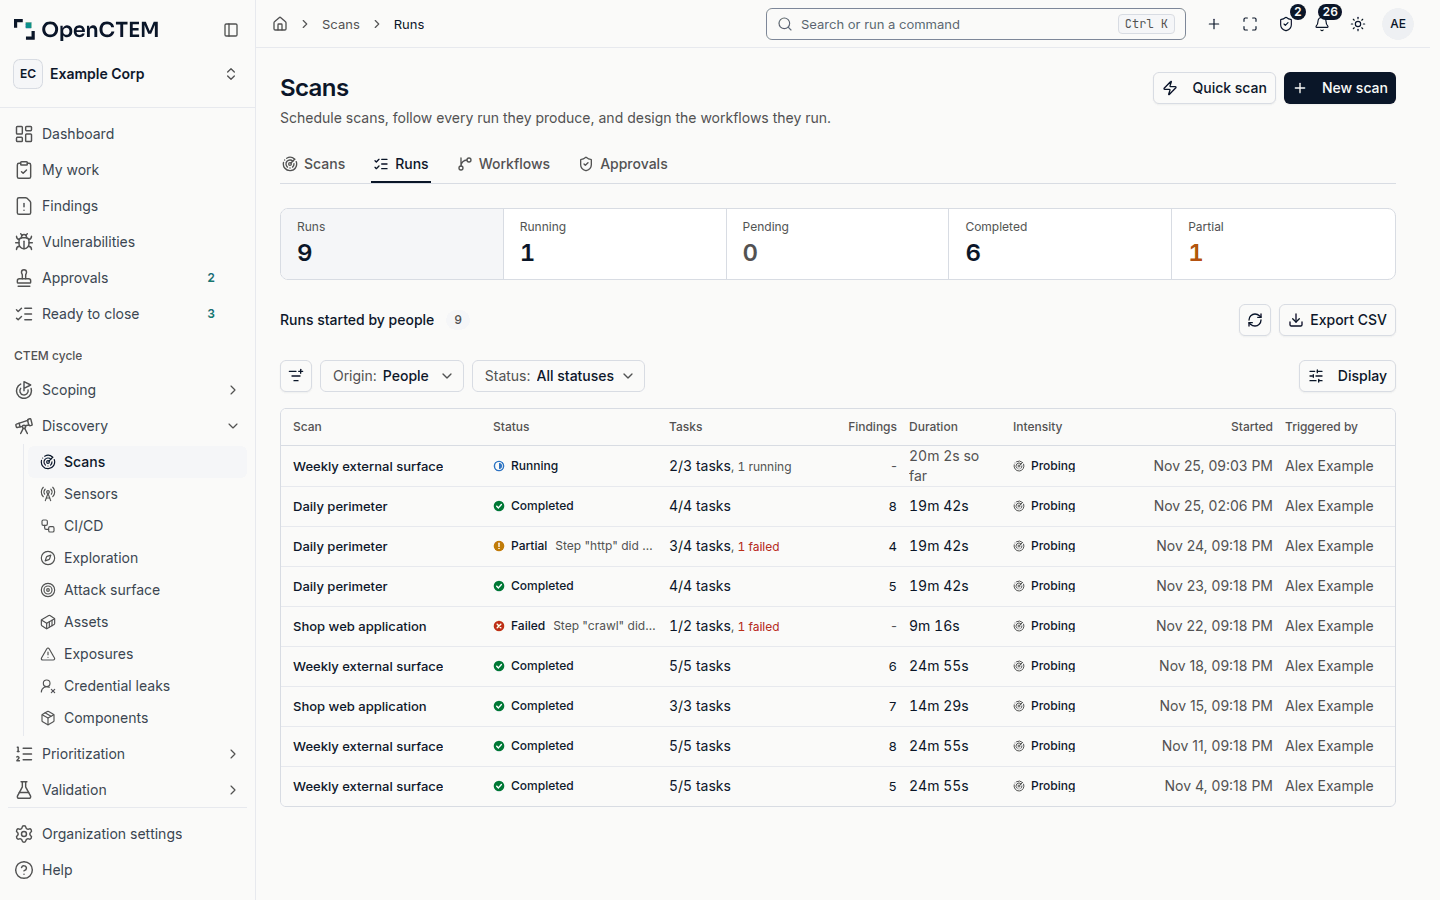 OpenCTEM
EC Example Corp
Dashboard
My work
Findings
Vulnerabilities
Approvals 2
Ready to close 3
CTEM cycle
Scoping
Discovery
Scans
Sensors
CI/CD
Exploration
Attack surface
Assets
Exposures
Credential leaks
Components
Prioritization
Validation
Organization settings
Help
Scans Runs
Search or run a command Ctrl K
2 26 AE
Scans
Quick scan New scan
Schedule scans, follow every run they produce, and design the workflows they run.
Scans Runs Workflows Approvals
Runs Running Pending Completed Partial
9 1 0 6 1
Runs started by people 9
Export CSV
Origin: People Status: All statuses Display
Scan Status Tasks Findings Duration Intensity Started Triggered by
Weekly external surface Running 2/3 tasks, 1 running - 20m 2s so far Probing Nov 25, 09:03 PM Alex Example
Daily perimeter Completed 4/4 tasks 8 19m 42s Probing Nov 25, 02:06 PM Alex Example
Daily perimeter Partial Step "http" did ... 3/4 tasks, 1 failed 4 19m 42s Probing Nov 24, 09:18 PM Alex Example
Daily perimeter Completed 4/4 tasks 5 19m 42s Probing Nov 23, 09:18 PM Alex Example
Shop web application Failed Step "crawl" did... 1/2 tasks, 1 failed - 9m 16s Probing Nov 22, 09:18 PM Alex Example
Weekly external surface Completed 5/5 tasks 6 24m 55s Probing Nov 18, 09:18 PM Alex Example
Shop web application Completed 3/3 tasks 7 14m 29s Probing Nov 15, 09:18 PM Alex Example
Weekly external surface Completed 5/5 tasks 8 24m 55s Probing Nov 11, 09:18 PM Alex Example
Weekly external surface Completed 5/5 tasks 5 24m 55s Probing Nov 4, 09:18 PM Alex Example